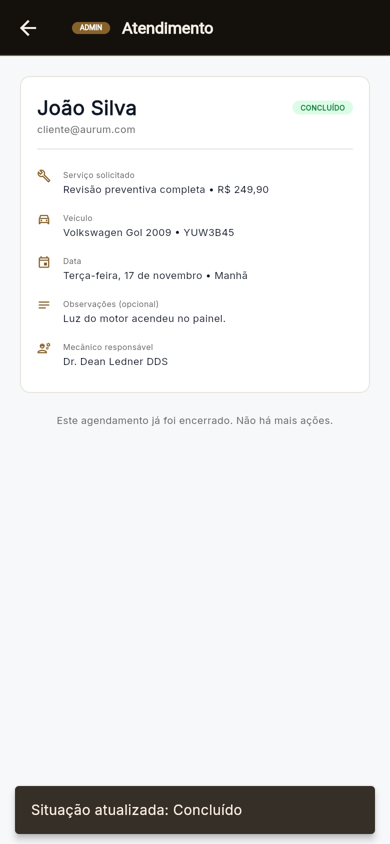 ADMIN Atendimento
João Silva
CONCLUÍDO
cliente@aurum.com
Serviço solicitado
Revisão preventiva completa • R$ 249,90
Veículo
Volkswagen Gol 2009 • YUW3B45
Data
Terça-feira, 17 de novembro • Manhã
Observações (opcional)
Luz do motor acendeu no painel.
Mecânico responsável
Dr. Dean Ledner DDS
Este agendamento já foi encerrado. Não há mais ações.
Situação atualizada: Concluído